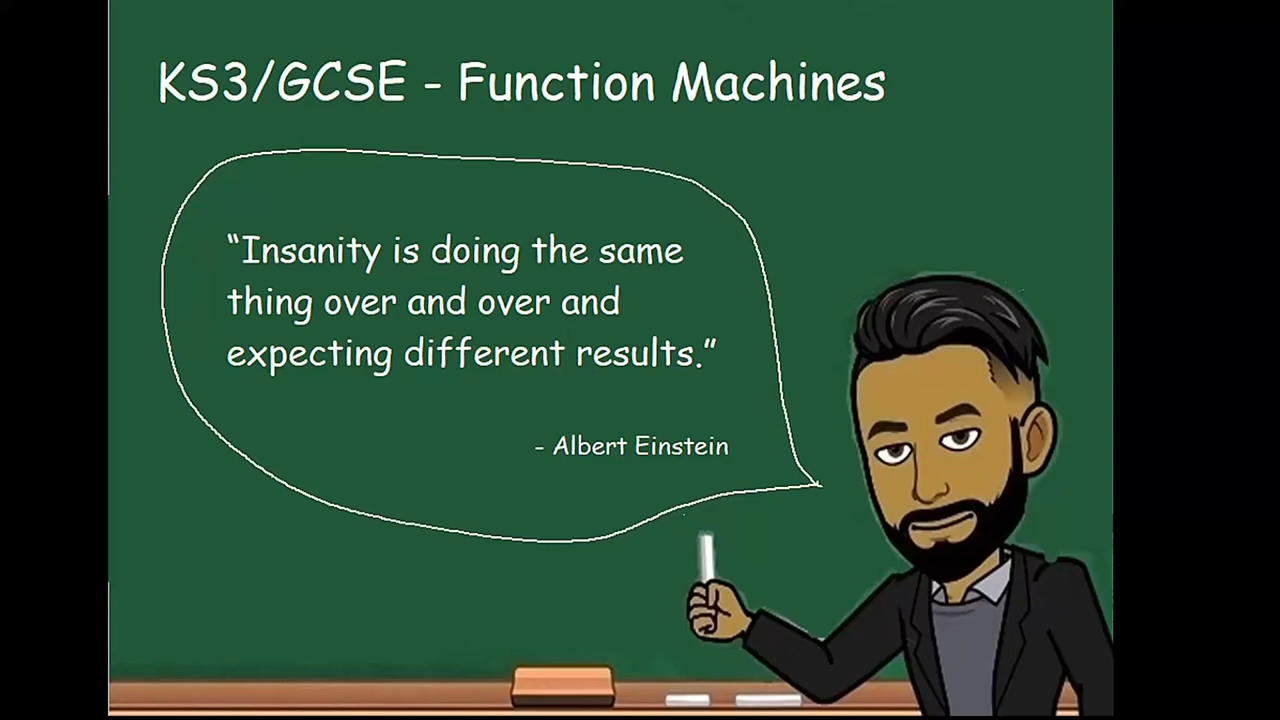 KS3/GCSE - Function Machines
“Insanity is doing the same
thing over and over and
expecting different results.”
- Albert Einstein